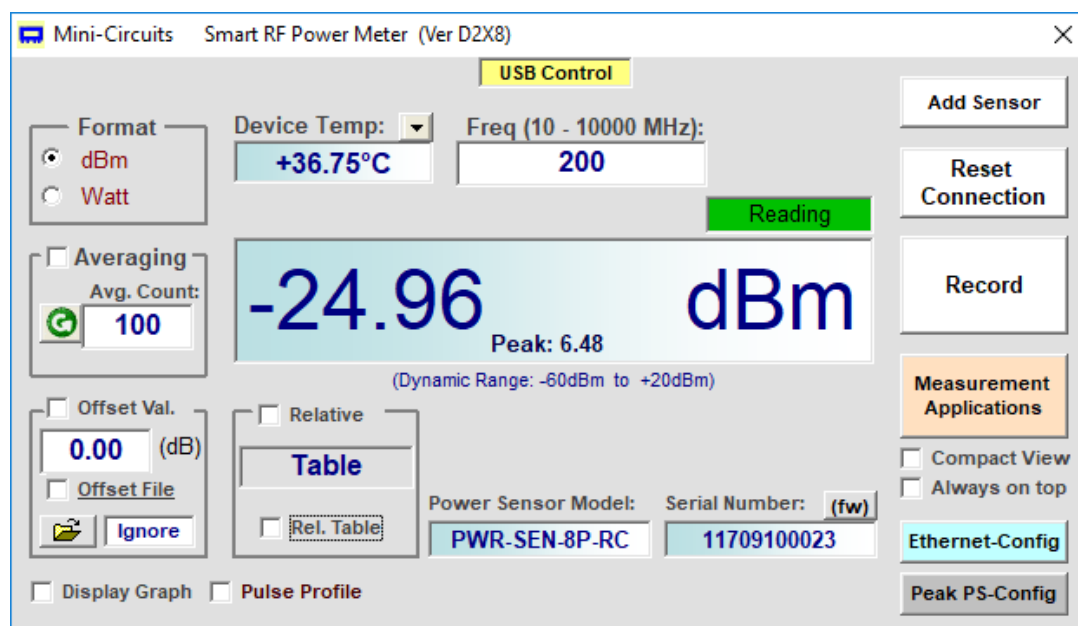 Mini-Circuits Smart RF Power Meter (Ver D2X8)
USB Control
Format
dBm
Watt
Device Temp:
+36.75°C
Freq (10 - 10000 MHz):
200
Reading
Averaging
Avg. Count:
100
-24.96 dBm
Peak: 6.48
(Dynamic Range: -60dBm to +20dBm)
Offset Val.
0.00 (dB)
Offset File
Ignore
Relative
Table
Rel. Table
Power Sensor Model:
PWR-SEN-8P-RC
Serial Number: (fw)
11709100023
Display Graph
Pulse Profile
Add Sensor
Reset
Connection
Record
Measurement
Applications
Compact View
Always on top
Ethernet-Config
Peak PS-Config